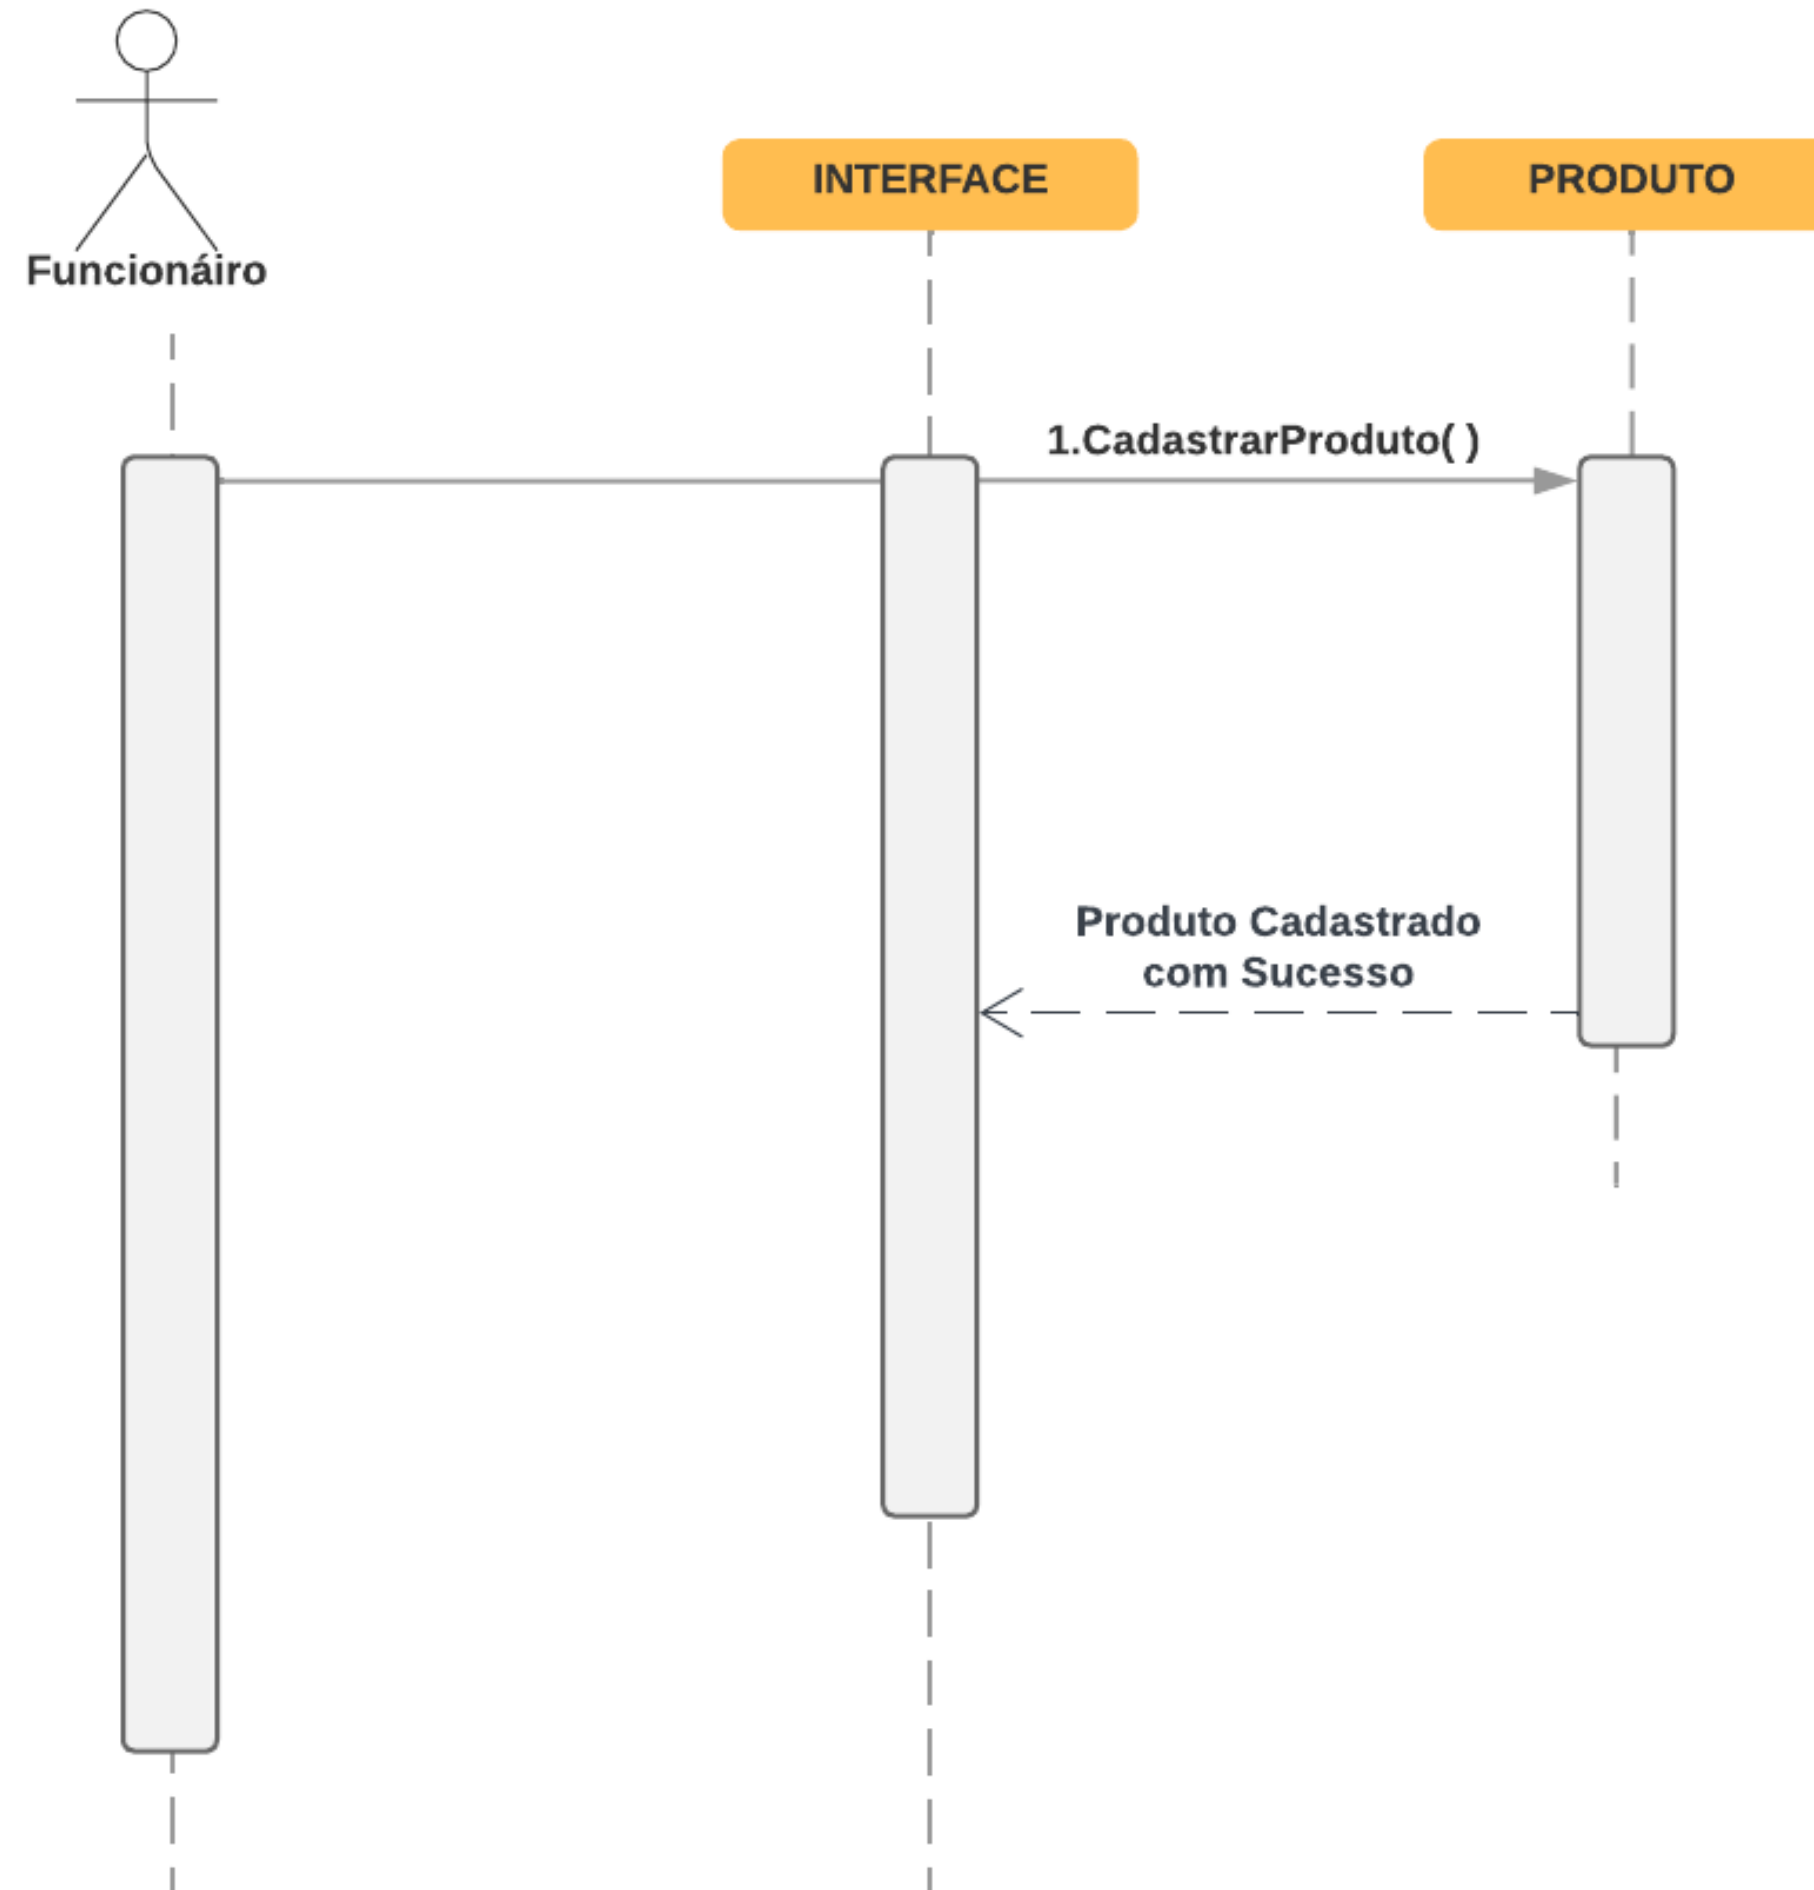 INTERFACE
PRODUTO
Funcionáiro
1.CadastrarProduto( )
Produto Cadastrado
com Sucesso